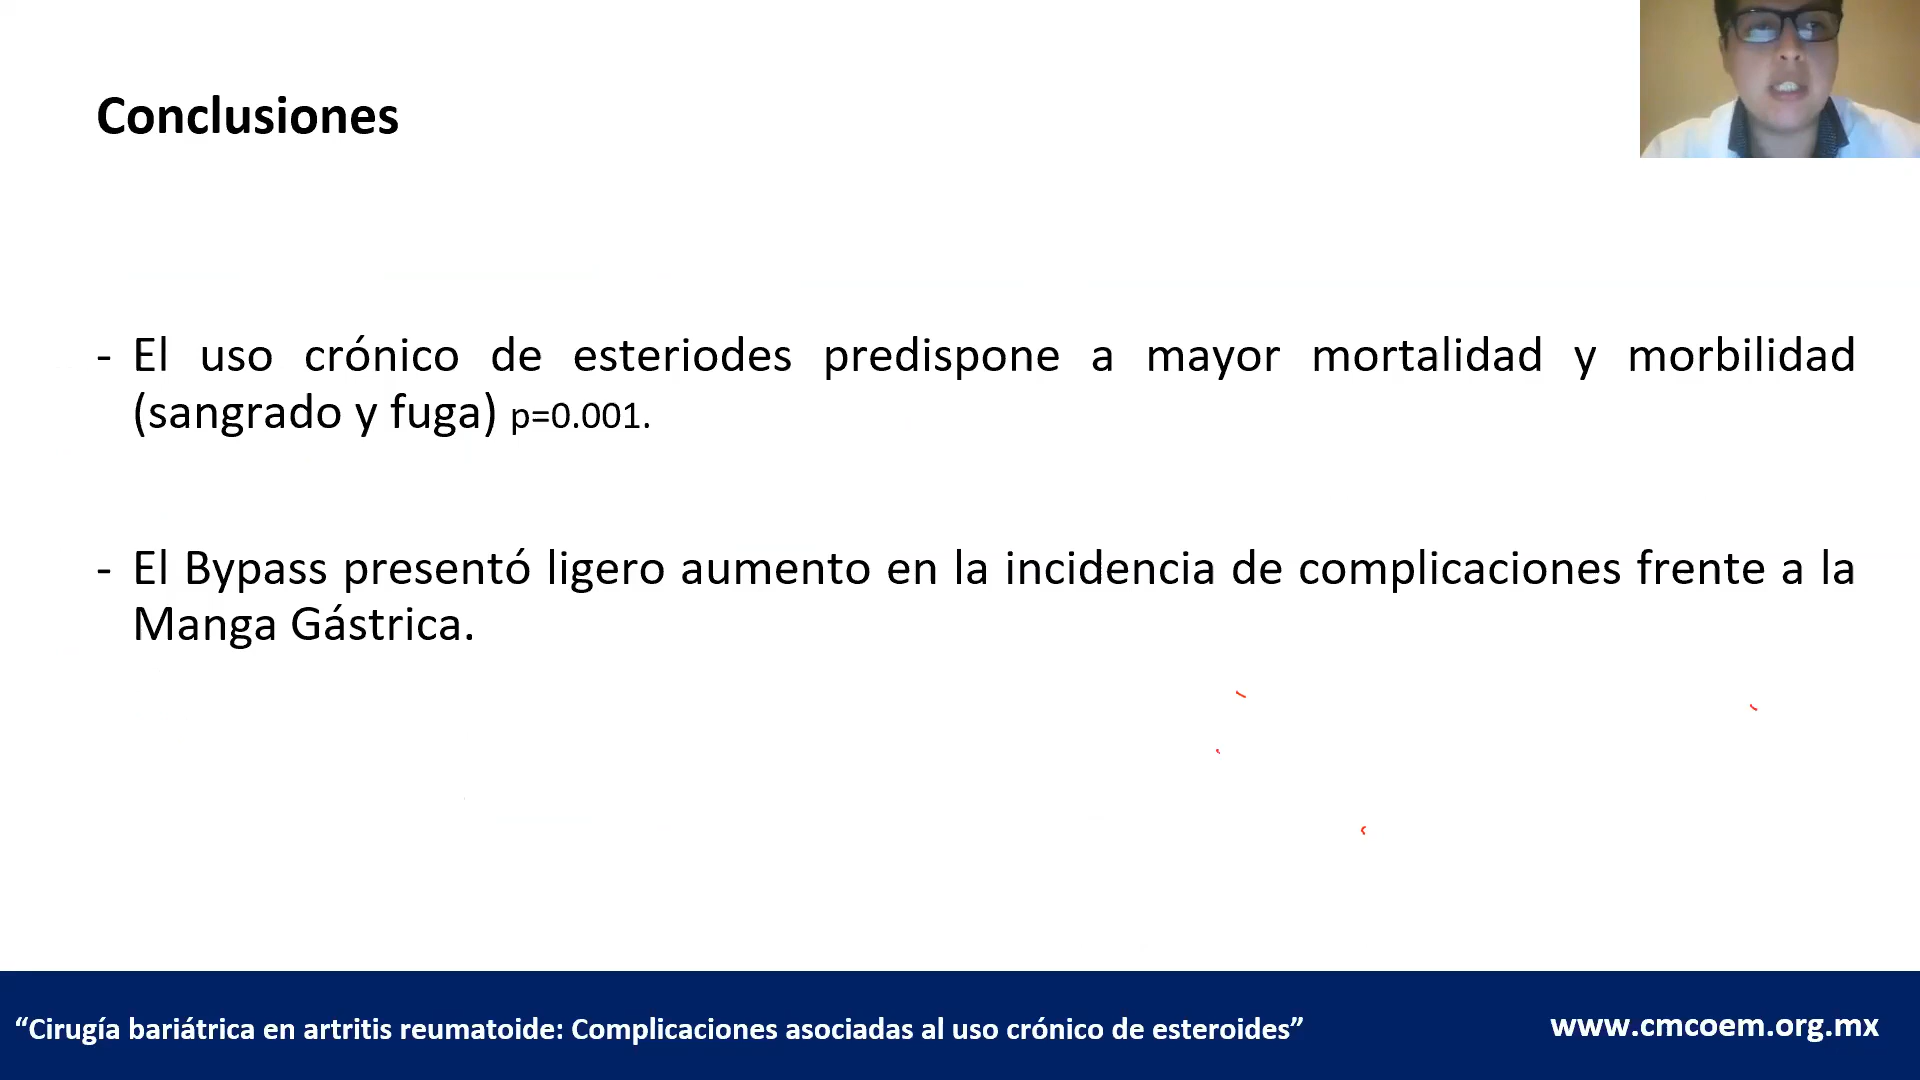 Conclusiones
- El uso crónico de esteriodes predispone a mayor mortalidad y morbilidad
(sangrado y fuga) p=0.001.
- El Bypass presentó ligero aumento en la incidencia de complicaciones frente a la
Manga Gástrica.
“Cirugía bariátrica en artritis reumatoide: Complicaciones asociadas al uso crónico de esteroides”
www.cmcoem.org.mx